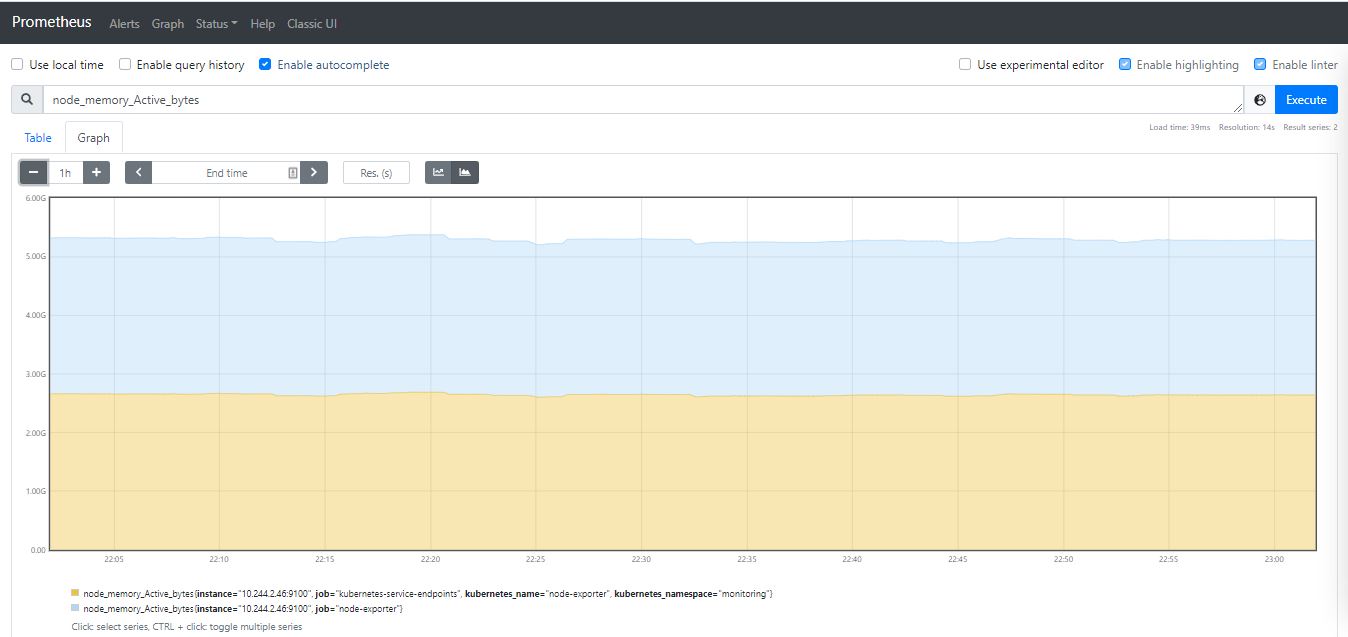 Prometheus Alerts Graph Status Help Classic UI
Use local time Enable query history Enable autocomplete Use experimental editor Enable highlighting Enable linter
node_memory_Active_bytes Execute
Load time: 39ms Resolution: 14s Result series: 2
Table Graph
− 1h + End time Res. (s)
6.00G
5.00G
4.00G
3.00G
2.00G
1.00G
0.00
22:05 22:10 22:15 22:20 22:25 22:30 22:35 22:40 22:45 22:50 22:55 23:00
node_memory_Active_bytes{instance="10.244.2.46:9100", job="kubernetes-service-endpoints", kubernetes_name="node-exporter", kubernetes_namespace="monitoring"}
node_memory_Active_bytes{instance="10.244.2.46:9100", job="node-exporter"}
Click: select series, CTRL + click: toggle multiple series